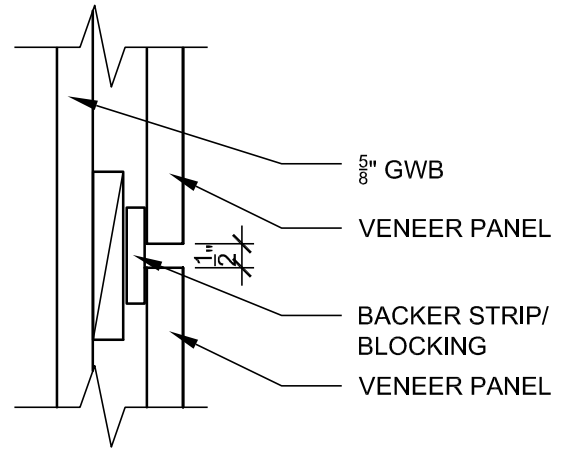 5/8" GWB
VENEER PANEL
1/2"
BACKER STRIP/
BLOCKING
VENEER PANEL